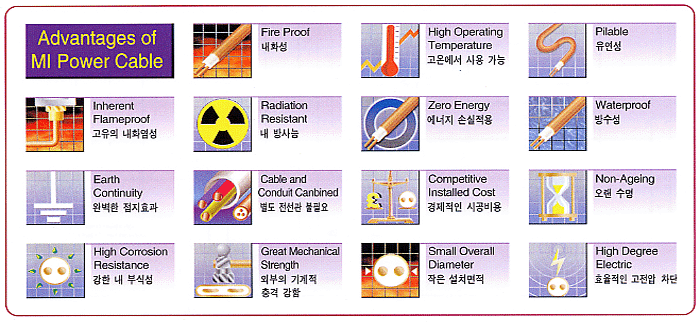 Advantages of
MI Power Cable
Fire Proof
내화성
High Operating
Temperature
고온에서 시용 가능
Pilable
유연성
Inherent
Flameproof
고유의 내화염성
Radiation
Resistant
내 방사능
Zero Energy
에너지 손실적용
Waterproof
방수성
Earth
Continuity
완벽한 접지효과
Cable and
Conduit Canbined
별도 전선관 불필요
Competitive
Installed Cost
경제적인 시공비용
Non-Ageing
오랜 수명
High Corrosion
Resistance
강한 내 부식성
Great Mechanical
Strength
외부의 기계적
충격 강함
Small Overall
Diameter
작은 설치면적
High Degree
Electric
효율적인 고전압 차단